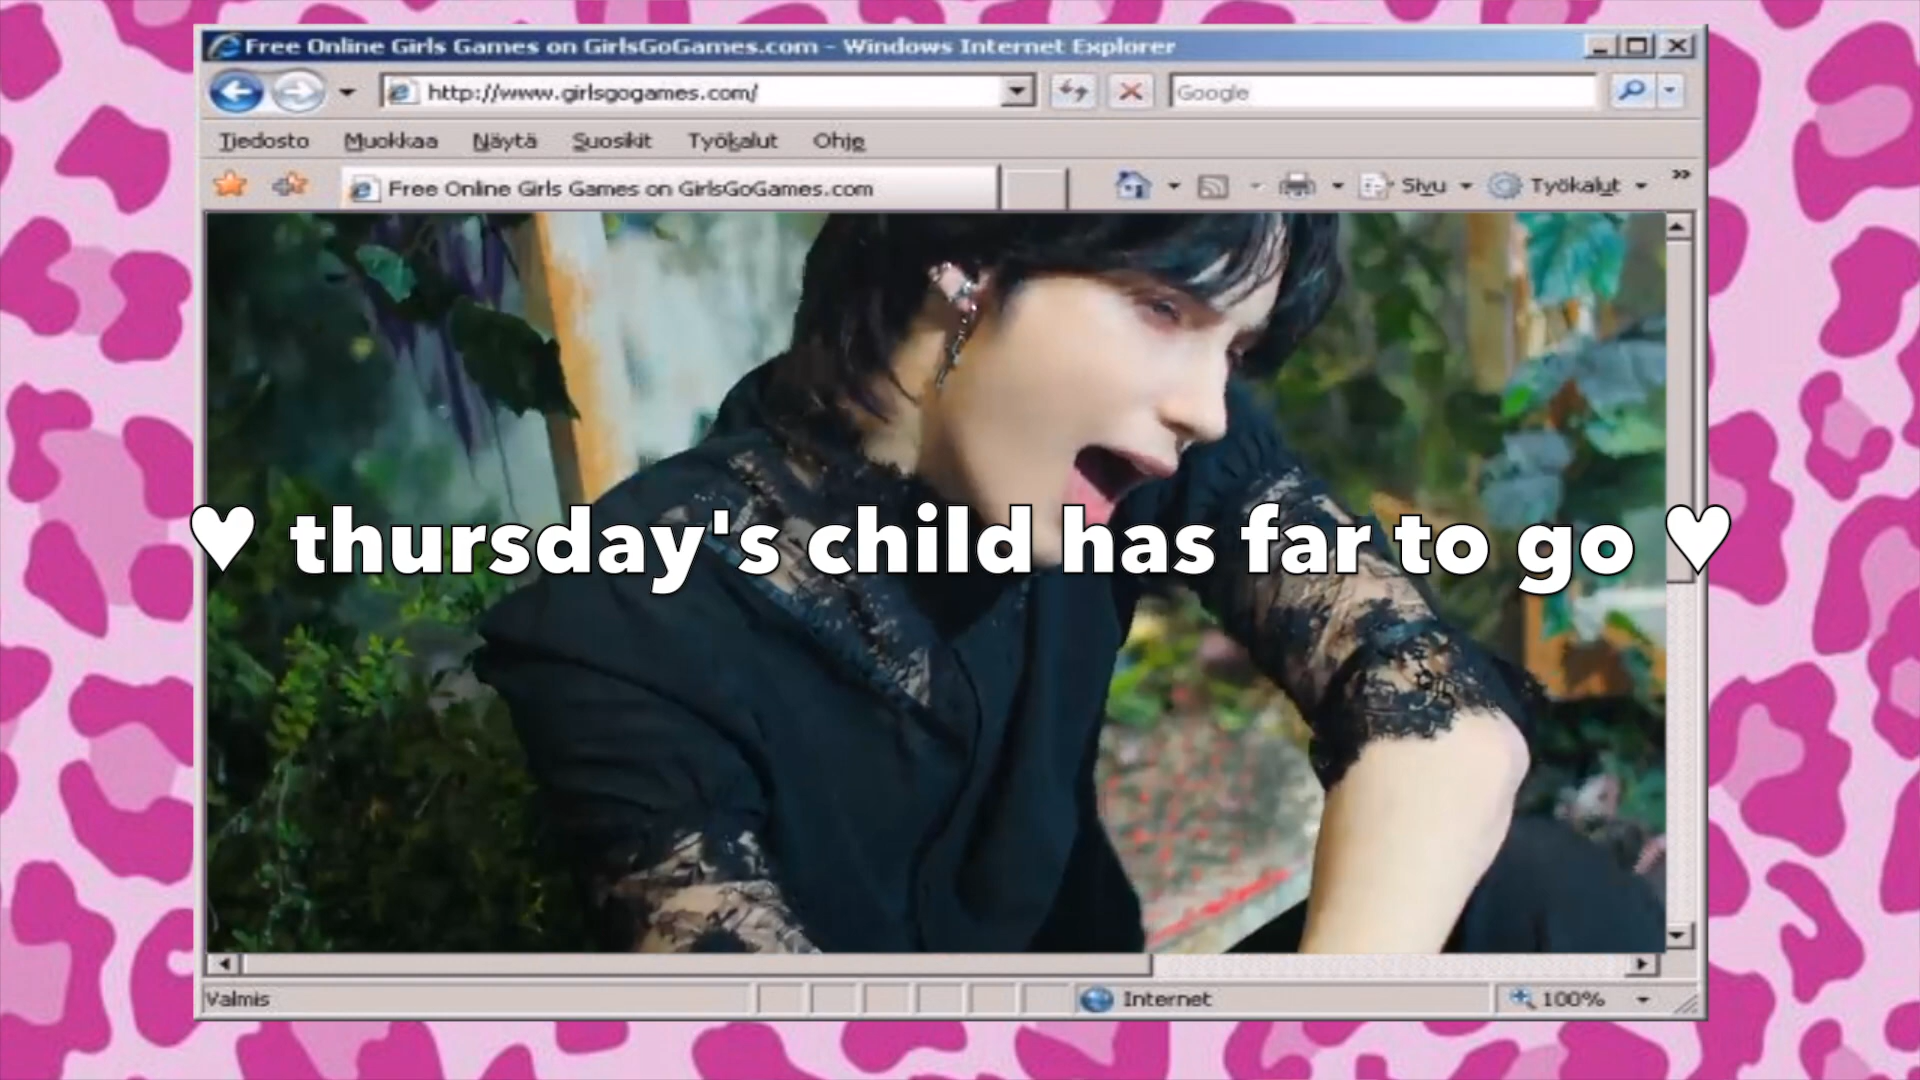 Free Online Girls Games on GirlsGoGames.com - Windows Internet Explorer
http://www.girlsgogames.com/
Google
Tiedosto Muokkaa Näytä Suosikit Työkalut Ohje
Free Online Girls Games on GirlsGoGames.com
Sivu Työkalut »
♥ thursday's child has far to go ♥
Valmis
Internet
100%